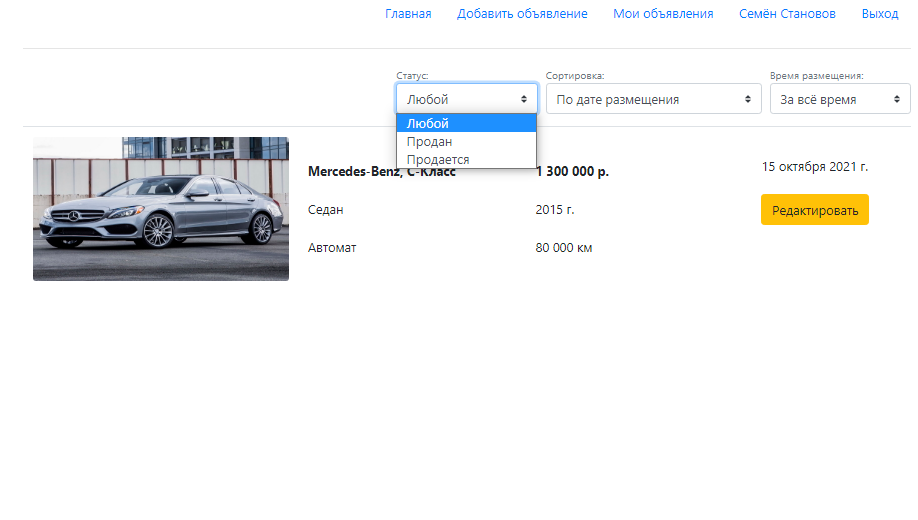 Главная Добавить объявление Мои объявления Семён Становов Выход
Статус: Сортировка: Время размещения:
Любой По дате размещения За всё время
Любой
Продан
Продается
Mercedes-Benz, С-Класс 1 300 000 р. 15 октября 2021 г.
Седан 2015 г. Редактировать
Автомат 80 000 км